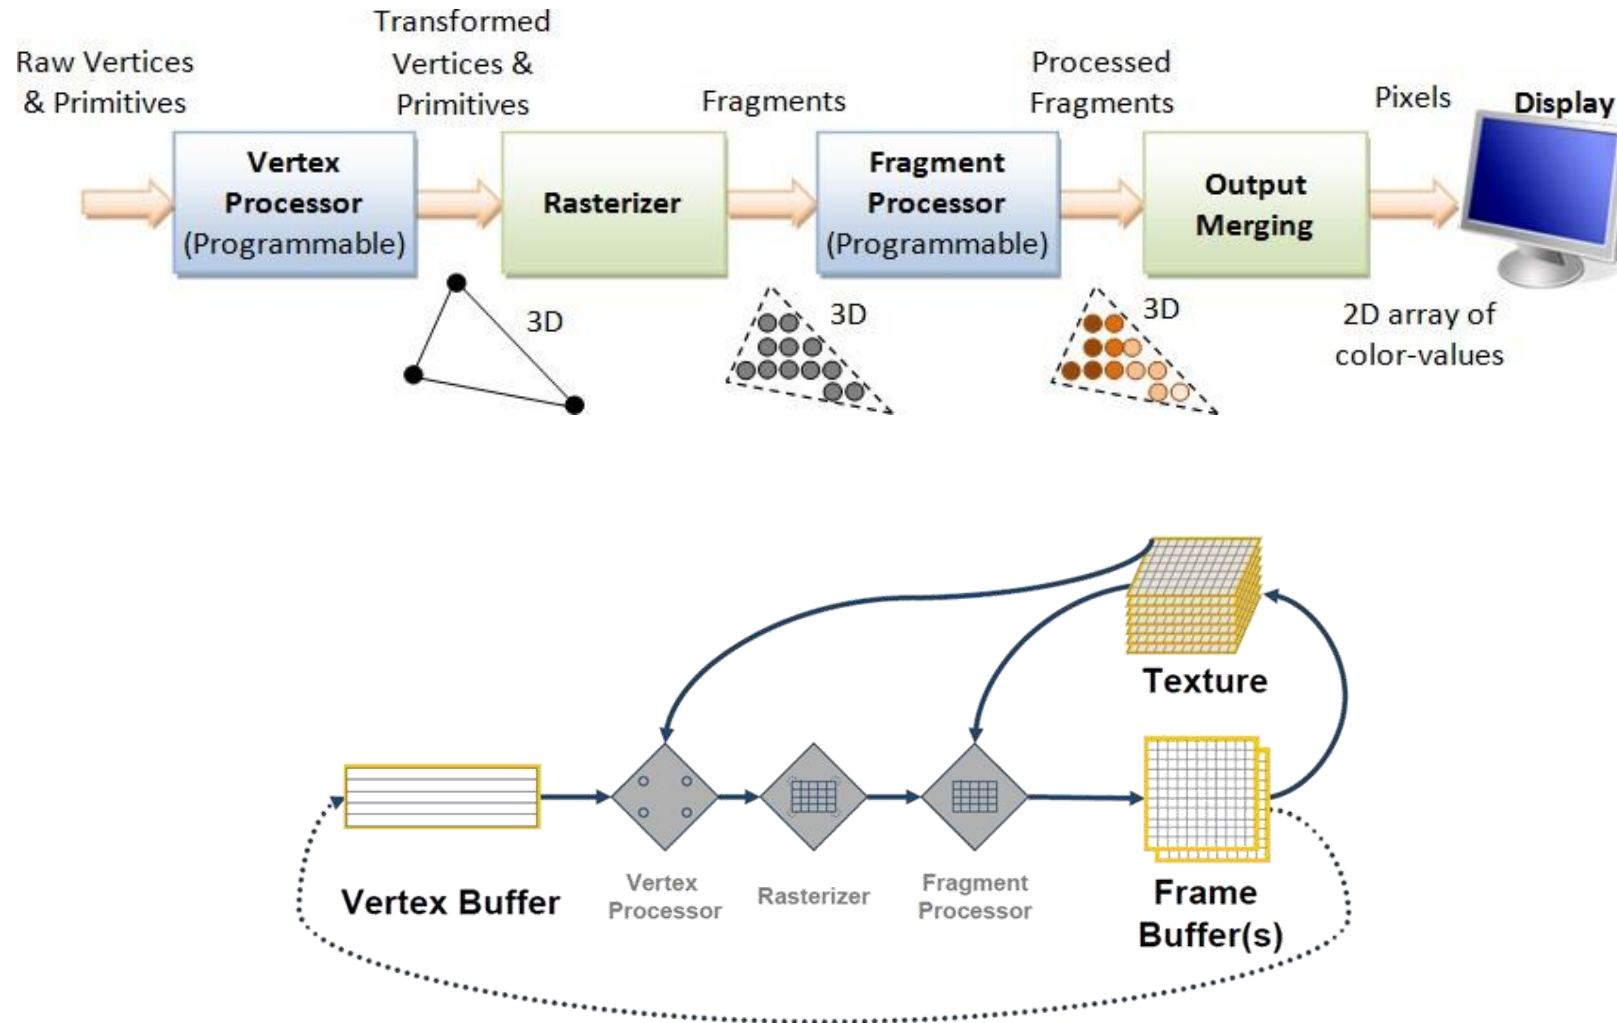 Raw Vertices
& Primitives
Transformed
Vertices &
Primitives
Fragments
Processed
Fragments
Pixels
Display
Vertex
Processor
(Programmable)
Rasterizer
Fragment
Processor
(Programmable)
Output
Merging
3D
3D
3D
2D array of
color-values
Texture
Vertex Buffer
Vertex
Processor
Rasterizer
Fragment
Processor
Frame
Buffer(s)